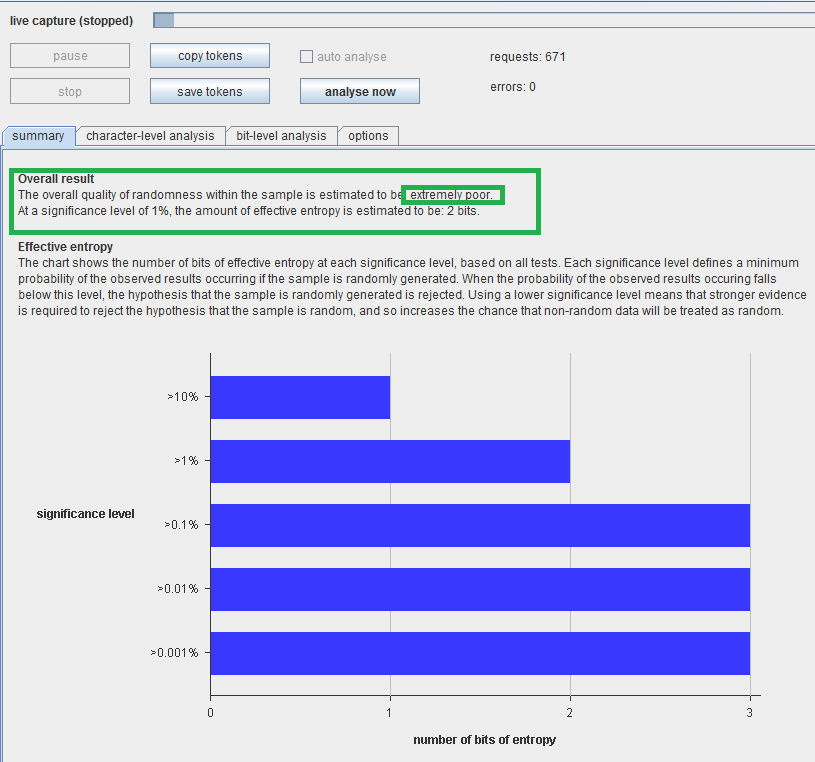 live capture (stopped)
pause copy tokens auto analyse requests: 671
stop save tokens analyse now errors: 0
summary character-level analysis bit-level analysis options
Overall result
The overall quality of randomness within the sample is estimated to be extremely poor.
At a significance level of 1%, the amount of effective entropy is estimated to be: 2 bits.
Effective entropy
The chart shows the number of bits of effective entropy at each significance level, based on all tests. Each significance level defines a minimum
probability of the observed results occurring if the sample is randomly generated. When the probability of the observed results occuring falls
below this level, the hypothesis that the sample is randomly generated is rejected. Using a lower significance level means that stronger evidence
is required to reject the hypothesis that the sample is random, and so increases the chance that non-random data will be treated as random.
>10%
>1%
significance level
>0.1%
>0.01%
>0.001%
0 1 2 3
number of bits of entropy